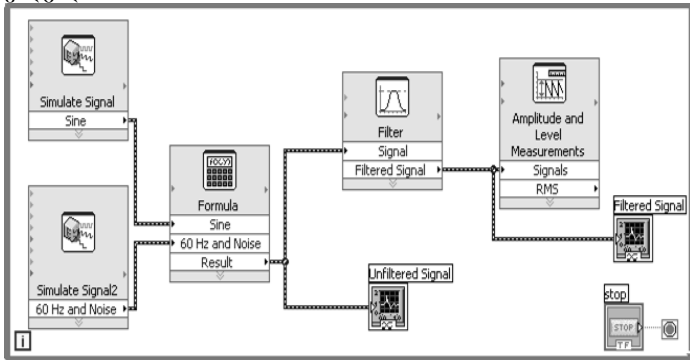 Simulate Signal
Sine
Simulate Signal2
60 Hz and Noise
F(X,Y)
Formula
Sine
60 Hz and Noise
Result
Filter
Signal
Filtered Signal
Unfiltered Signal
Amplitude and
Level
Measurements
Signals
RMS
Filtered Signal
stop
STOP
TF
i